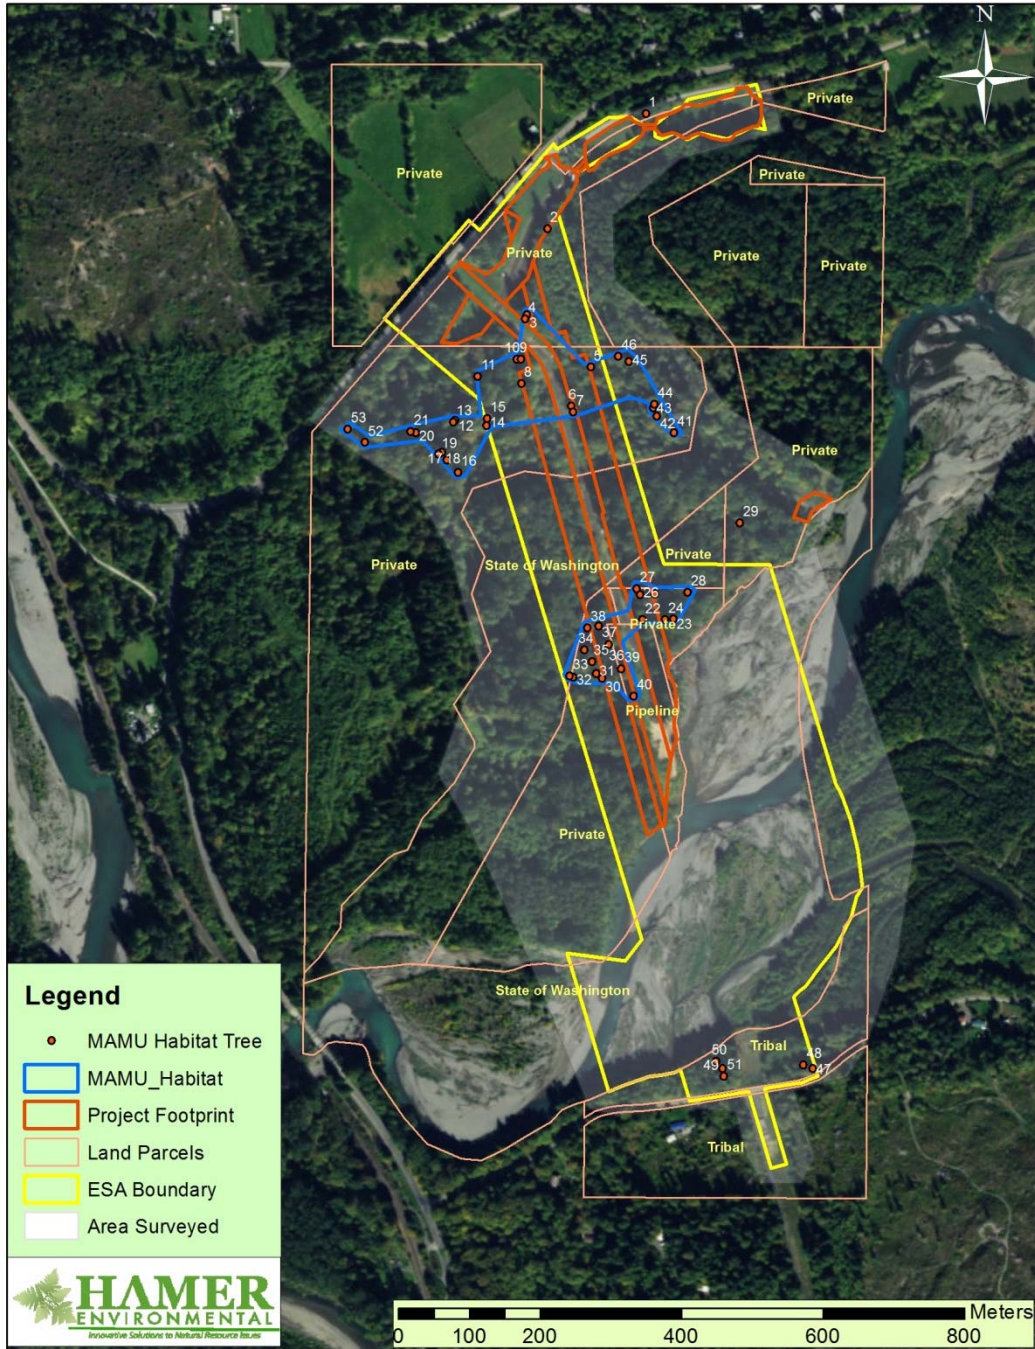 N
1
Private
Private
Private
2
Private
Private
Private
4
3
46
109
5
45
11
8
44
6
7
43
15
13
53
21
12
14
42
41
52
20
19
17
18
16
Private
29
State of Washington
Private
Private
27
28
26
38
22
24
Private
23
37
34
35
36
39
33
31
32
30
40
Pipeline
Private
State of Washington
Tribal
50
48
49
51
47
Tribal
Legend
MAMU Habitat Tree
MAMU_Habitat
Project Footprint
Land Parcels
ESA Boundary
Area Surveyed
HAMER
ENVIRONMENTAL
Innovative Solutions to Natural Resource Issues
Meters
0 100 200 400 600 800